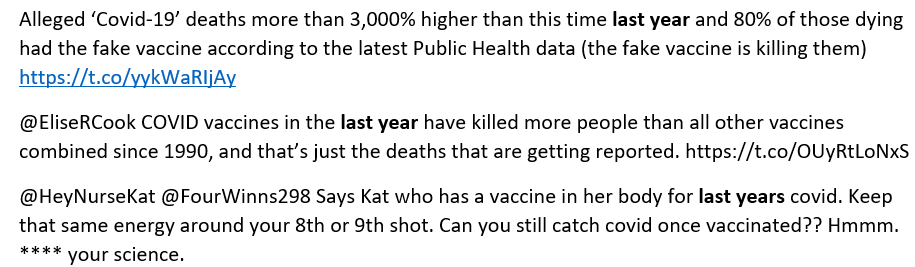 Alleged ‘Covid-19’ deaths more than 3,000% higher than this time last year and 80% of those dying
had the fake vaccine according to the latest Public Health data (the fake vaccine is killing them)
https://t.co/yykWaRIjAy
@EliseRCook COVID vaccines in the last year have killed more people than all other vaccines
combined since 1990, and that’s just the deaths that are getting reported. https://t.co/OUyRtLoNxS
@HeyNurseKat @FourWinns298 Says Kat who has a vaccine in her body for last years covid. Keep
that same energy around your 8th or 9th shot. Can you still catch covid once vaccinated?? Hmmm.
**** your science.